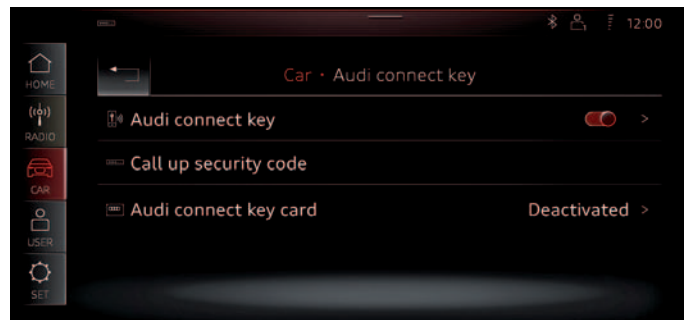 12:00
HOME
Car · Audi connect key
RADIO
Audi connect key
CAR
Call up security code
Audi connect key card Deactivated
USER
SET